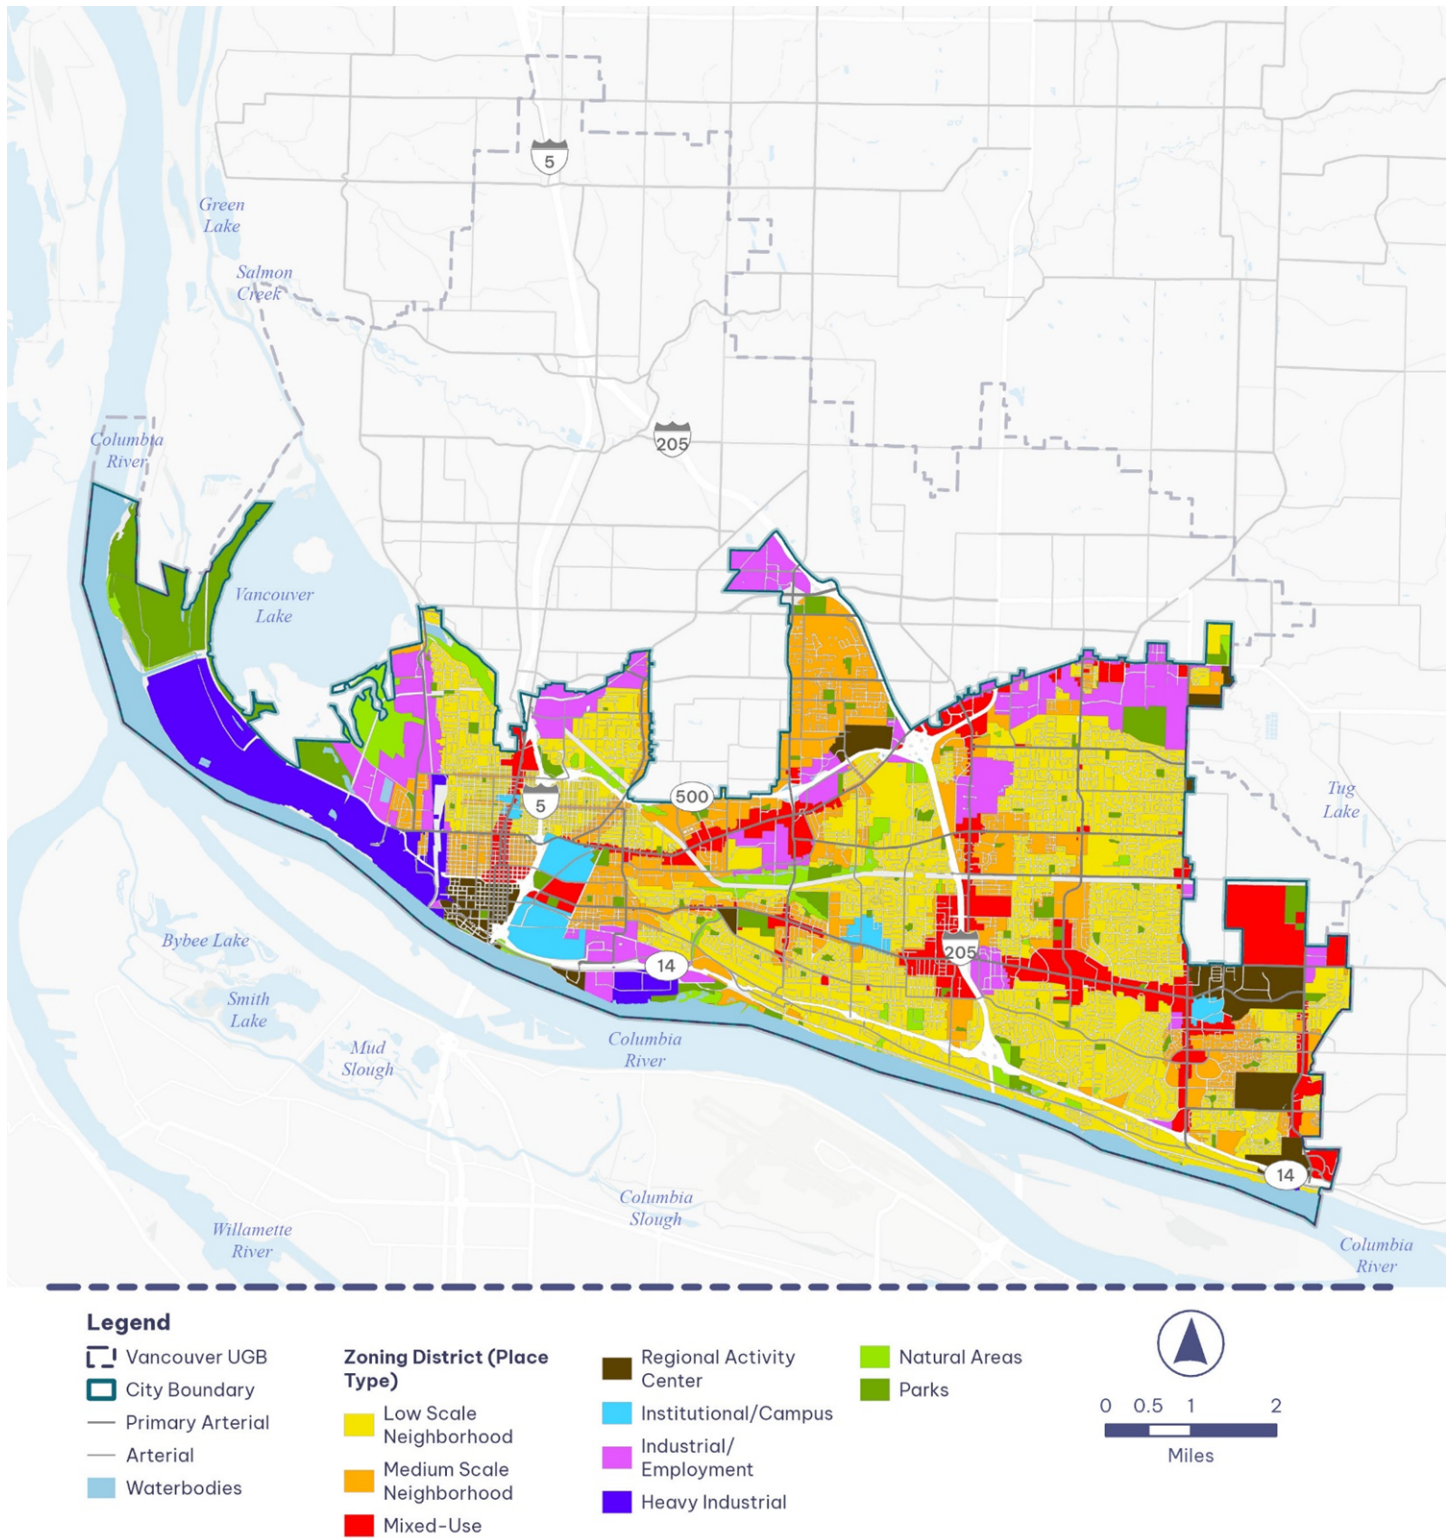 5
Green
Lake
Salmon
Creek
205
Columbia
River
Vancouver
Lake
500
5
Tug
Lake
Bybee Lake
14
205
Smith
Lake
Mud
Slough
Columbia
River
14
Columbia
Slough
Willamette
River
Columbia
River
Legend
Vancouver UGB
City Boundary
Primary Arterial
Arterial
Waterbodies
Zoning District (Place
Type)
Low Scale
Neighborhood
Medium Scale
Neighborhood
Mixed-Use
Regional Activity
Center
Institutional/Campus
Industrial/
Employment
Heavy Industrial
Natural Areas
Parks
0 0.5 1 2
Miles